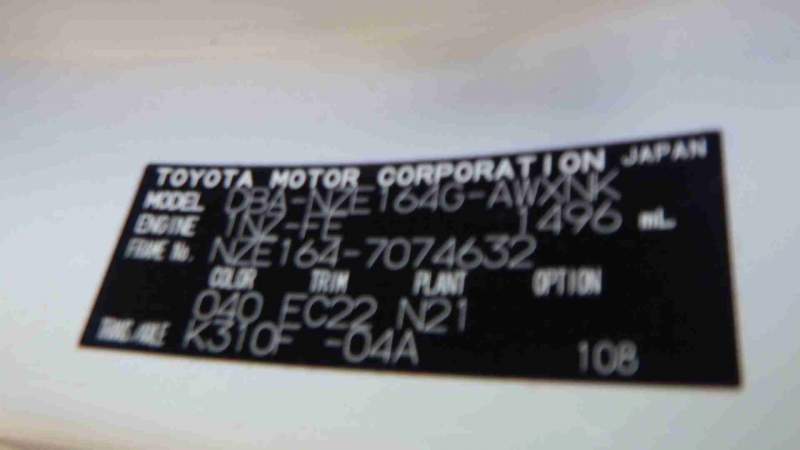 TOYOTA MOTOR CORPORATION JAPAN
MODEL DBA-NZE164G-AWXNK
ENGINE 1NZ-FE 1496 mL
FRAME No. NZE164-7074632
COLOR TRIM PLANT OPTION
040 FC22 N21
TRANS./AXLE K310F -04A 108